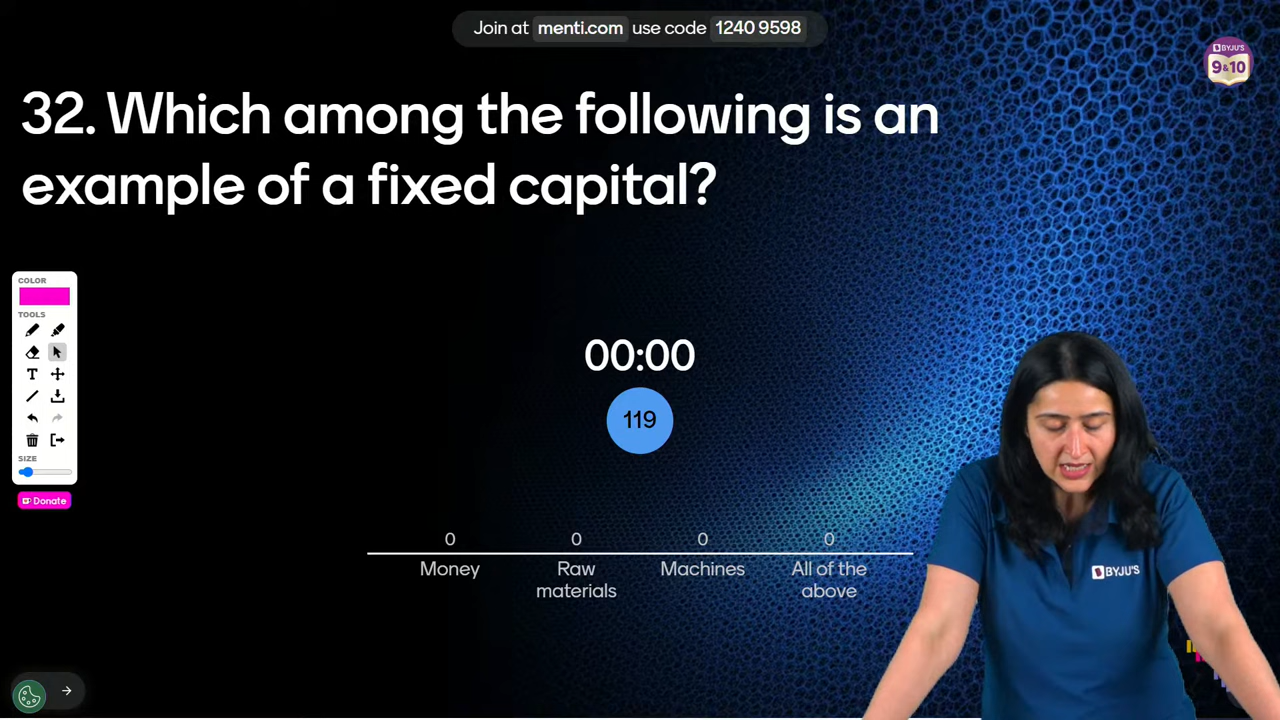 Join at menti.com use code 1240 9598
BYJU'S
9&10
32. Which among the following is an
example of a fixed capital?
COLOR
TOOLS
T
SIZE
Donate
00:00
119
0 0 0 0
Money Raw materials Machines All of the above
BYJU'S